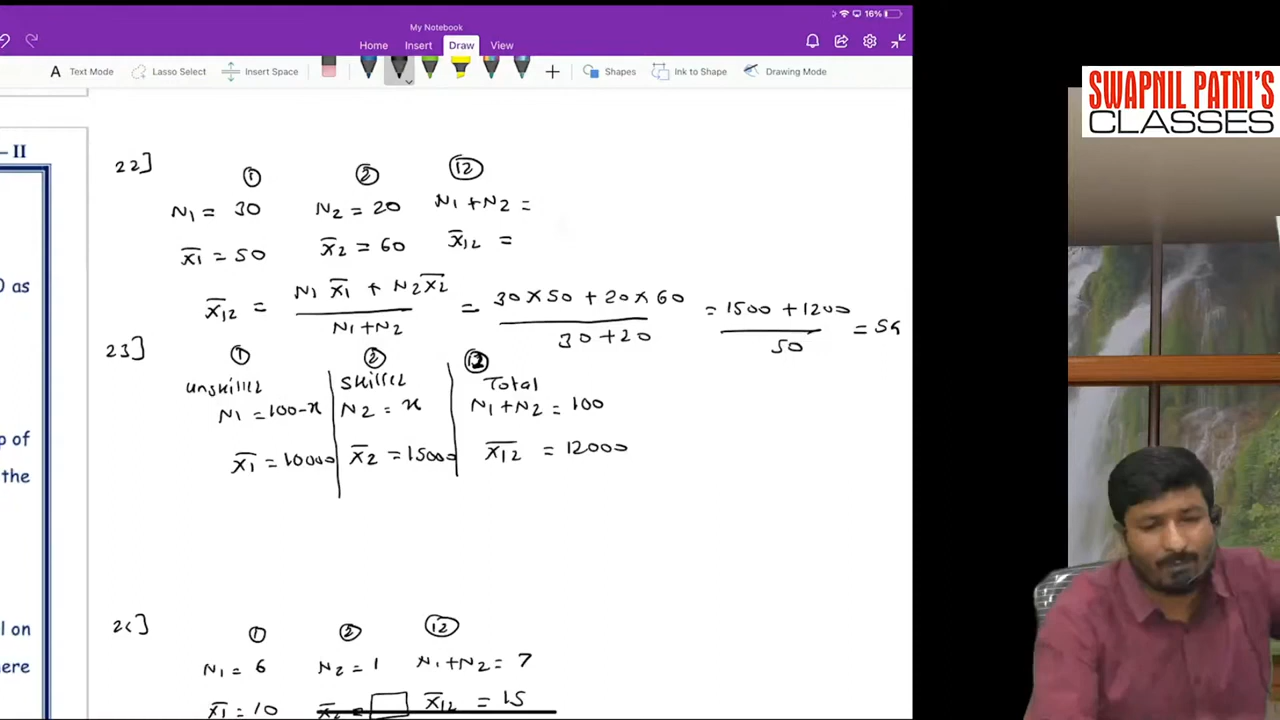 16%
My Notebook
Home Insert Draw View
Text Mode Lasso Select Insert Space Shapes Ink to Shape Drawing Mode
SWAPNIL PATNI'S
CLASSES
– II
0 as
p of
the
l on
here
22]
① ② ⑫
N1 = 30 N2 = 20 N1 + N2 =
x̄1 = 50 x̄2 = 60 x̄12 =
x̄12 = N1 x̄1 + N2 x̄2 / N1 + N2 = 30 × 50 + 20 × 60 / 30 + 20 = 1500 + 1200 / 50 = 54
23]
① ② ⑫
unskilled skilled Total
N1 = 100-x N2 = x N1 + N2 = 100
x̄1 = 10000 x̄2 = 15000 x̄12 = 12000
① ② ⑫
N1 = 6 N2 = 1 N1 + N2 = 7
x̄1 = 10 x̄2 = x̄12 = 15